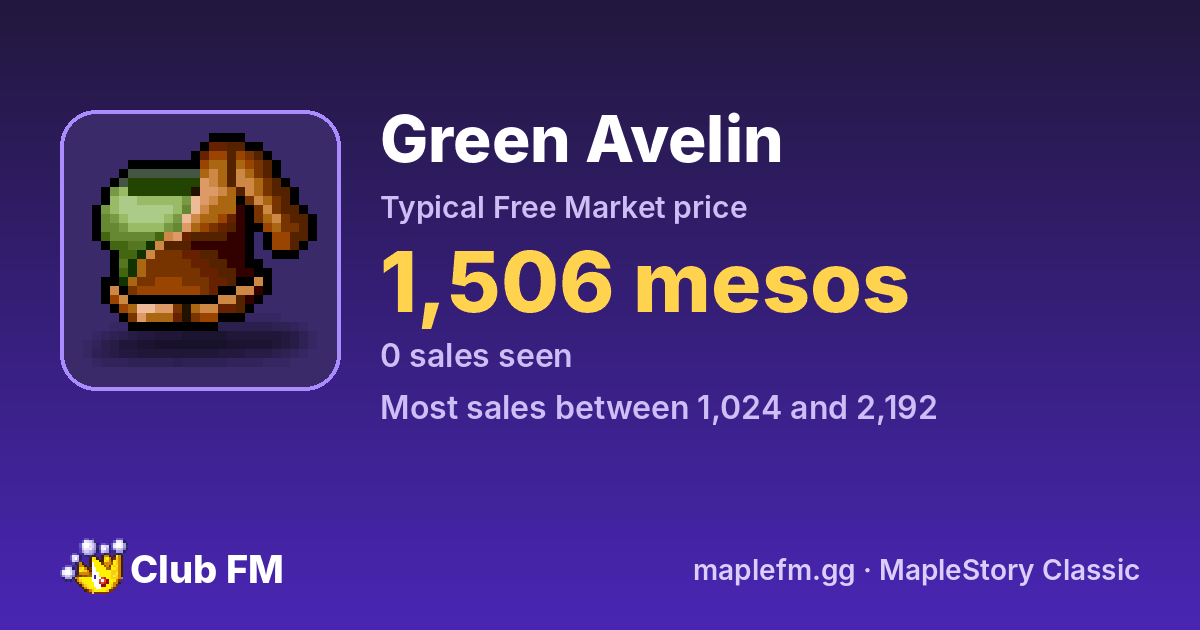 Green Avelin
Typical Free Market price
1,506 mesos
0 sales seen
Most sales between 1,024 and 2,192
Club FM
maplefm.gg · MapleStory Classic